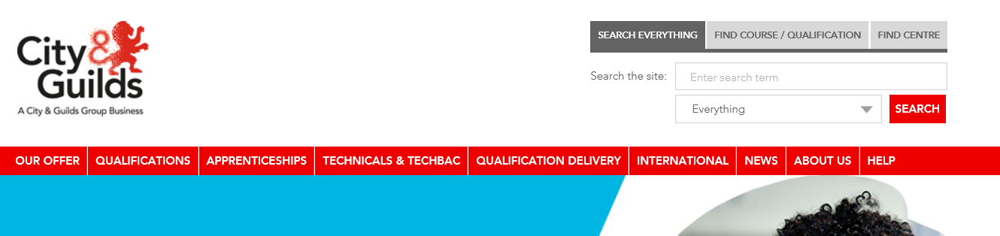 City&
Guilds
A City & Guilds Group Business
SEARCH EVERYTHING
FIND COURSE / QUALIFICATION
FIND CENTRE
Search the site:
Enter search term
Everything
SEARCH
OUR OFFER
QUALIFICATIONS
APPRENTICESHIPS
TECHNICALS & TECHBAC
QUALIFICATION DELIVERY
INTERNATIONAL
NEWS
ABOUT US
HELP